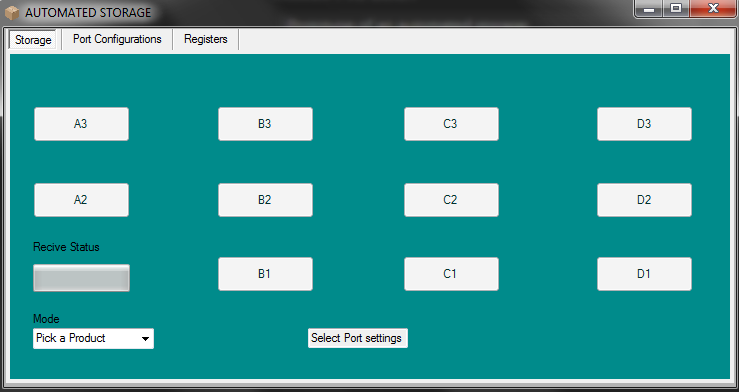 AUTOMATED STORAGE
Storage Port Configurations Registers
A3 B3 C3 D3
A2 B2 C2 D2
Recive Status
B1 C1 D1
Mode
Pick a Product Select Port settings